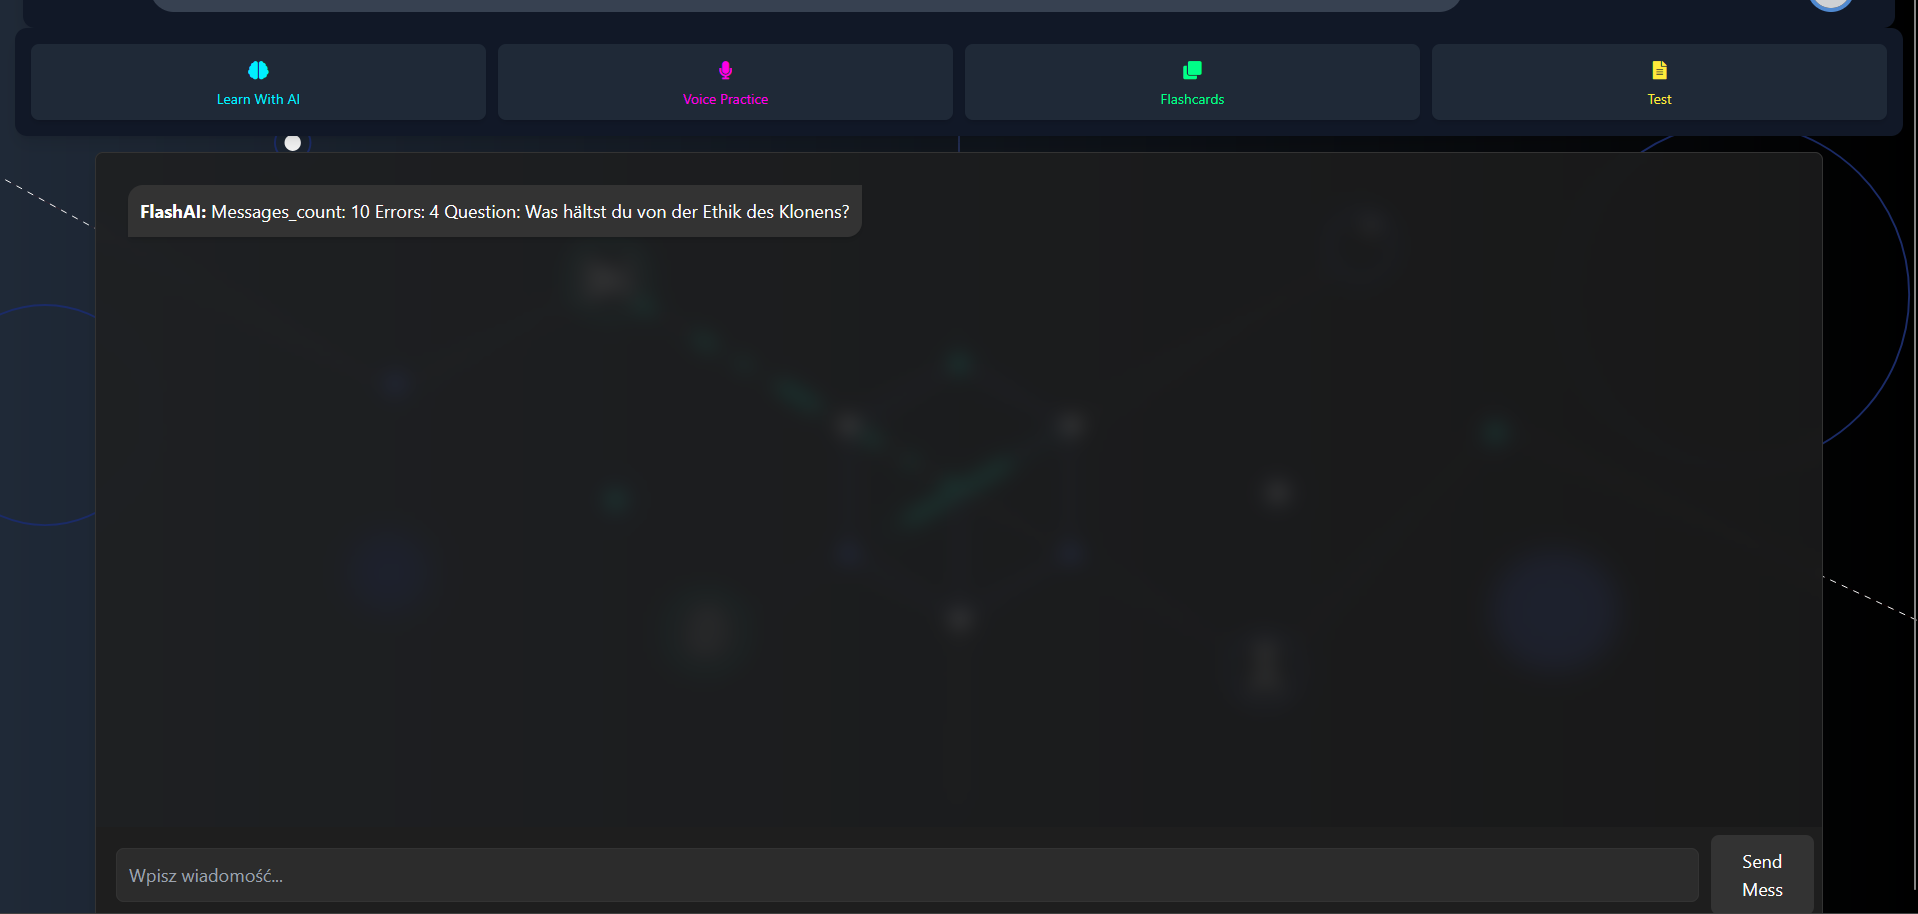 Learn With AI
Voice Practice
Flashcards
Test
FlashAI: Messages_count: 10 Errors: 4 Question: Was hältst du von der Ethik des Klonens?
Wpisz wiadomość...
Send
Mess